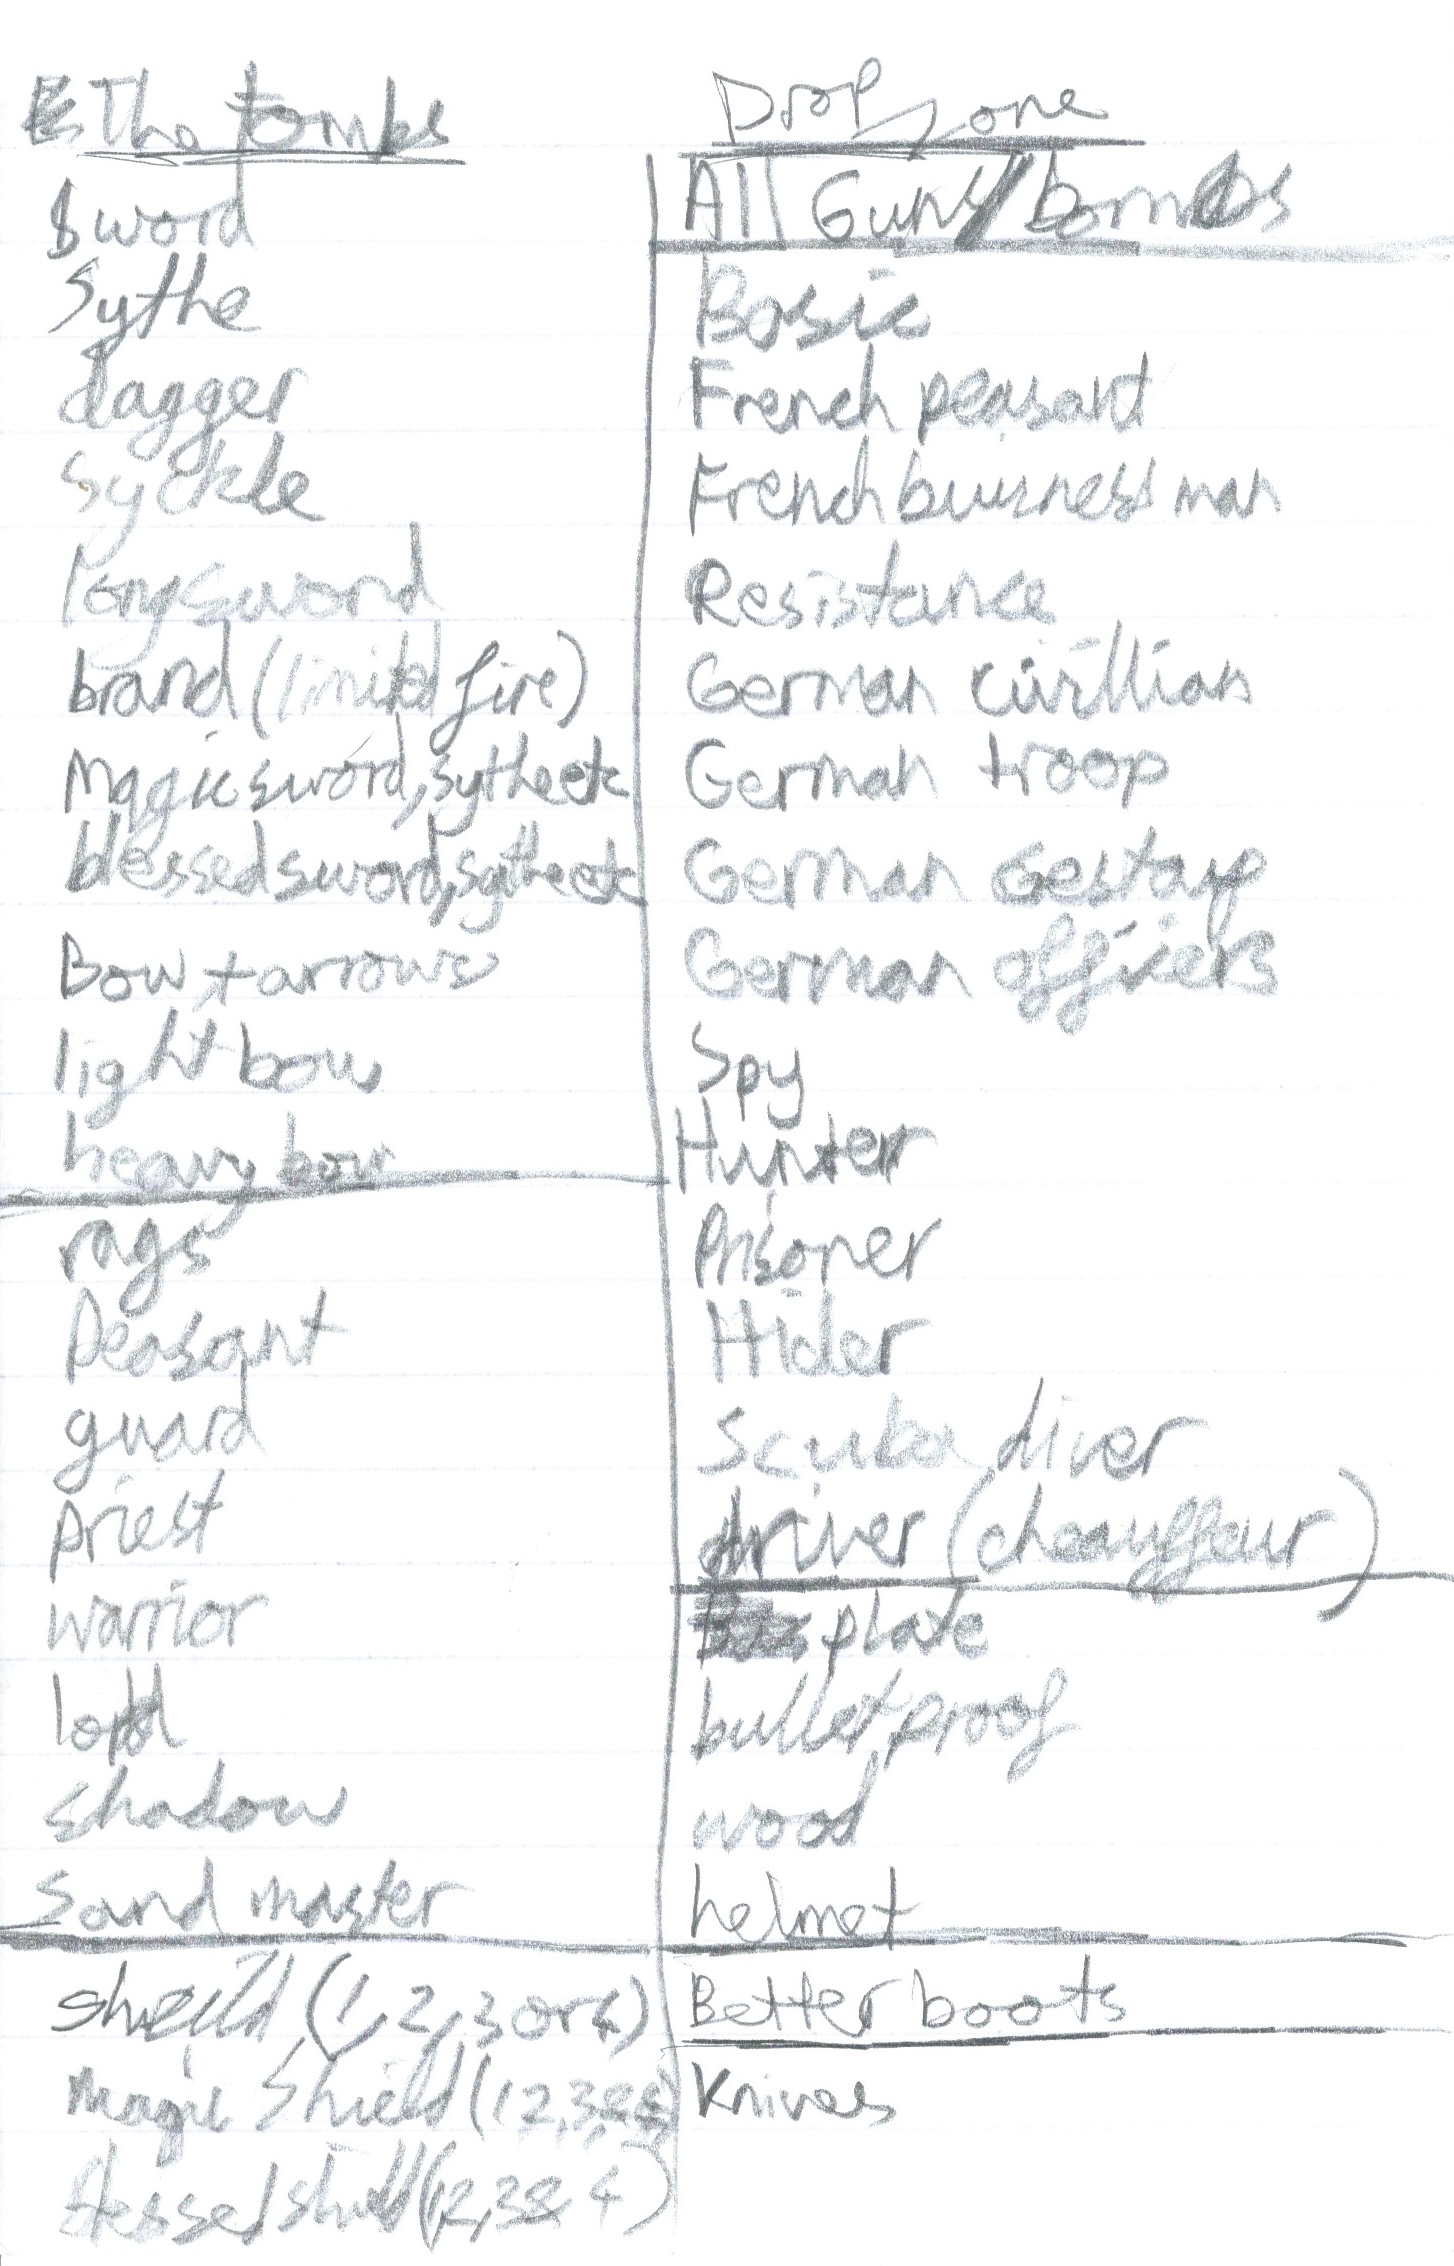 The tombs
Sword
Sythe
dagger
Syckle
longsword
brand (limited fire)
Magic sword, sythe etc
blessed sword, sythe etc
Bow + arrows
light bow
heavy bow
rags
Peasant
guard
priest
warrior
lord
shadow
Sand master
sheild (1,2,3 or 4)
Magic Shield (1 2,3 & 4)
blessed shield (1,2,3 & 4)
Drop zone
All Guns/bombs
Basic
French peasant
French buisness man
Resistance
German civillian
German troop
German Gestapo
German officers
Spy
Hunter
Prisoner
Hider
Scuba diver
driver (chauffeur)
plate
bullet proof
wood
helmet
Better boots
Knives